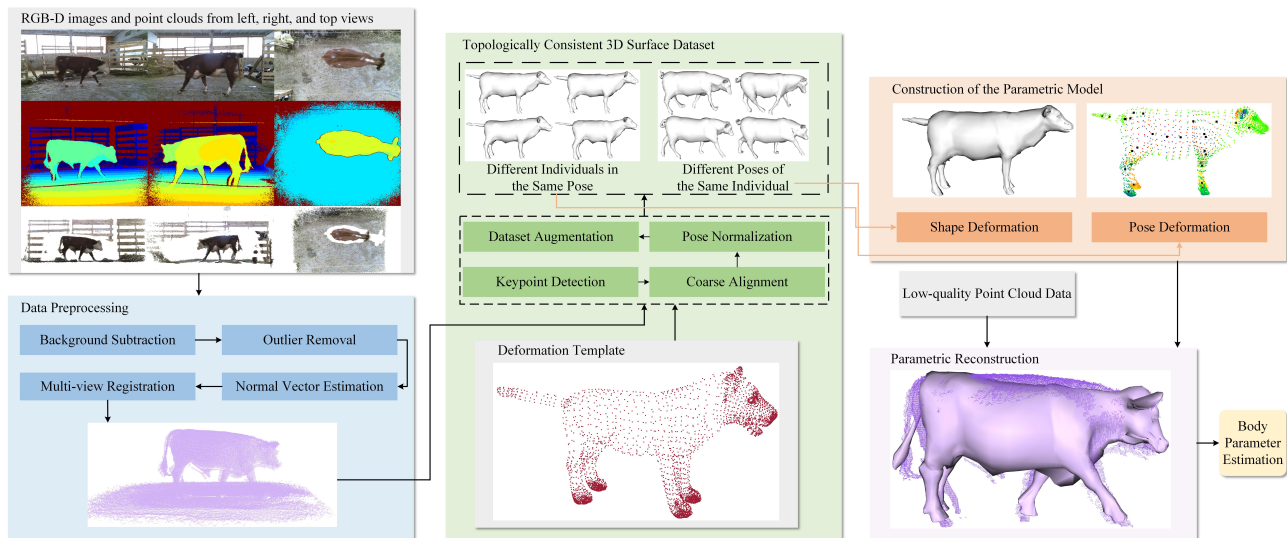 RGB-D images and point clouds from left, right, and top views
Data Preprocessing
Background Subtraction
Outlier Removal
Multi-view Registration
Normal Vector Estimation
Topologically Consistent 3D Surface Dataset
Different Individuals in
the Same Pose
Different Poses of
the Same Individual
Dataset Augmentation
Pose Normalization
Keypoint Detection
Coarse Alignment
Deformation Template
Construction of the Parametric Model
Shape Deformation
Pose Deformation
Low-quality Point Cloud Data
Parametric Reconstruction
Body
Parameter
Estimation